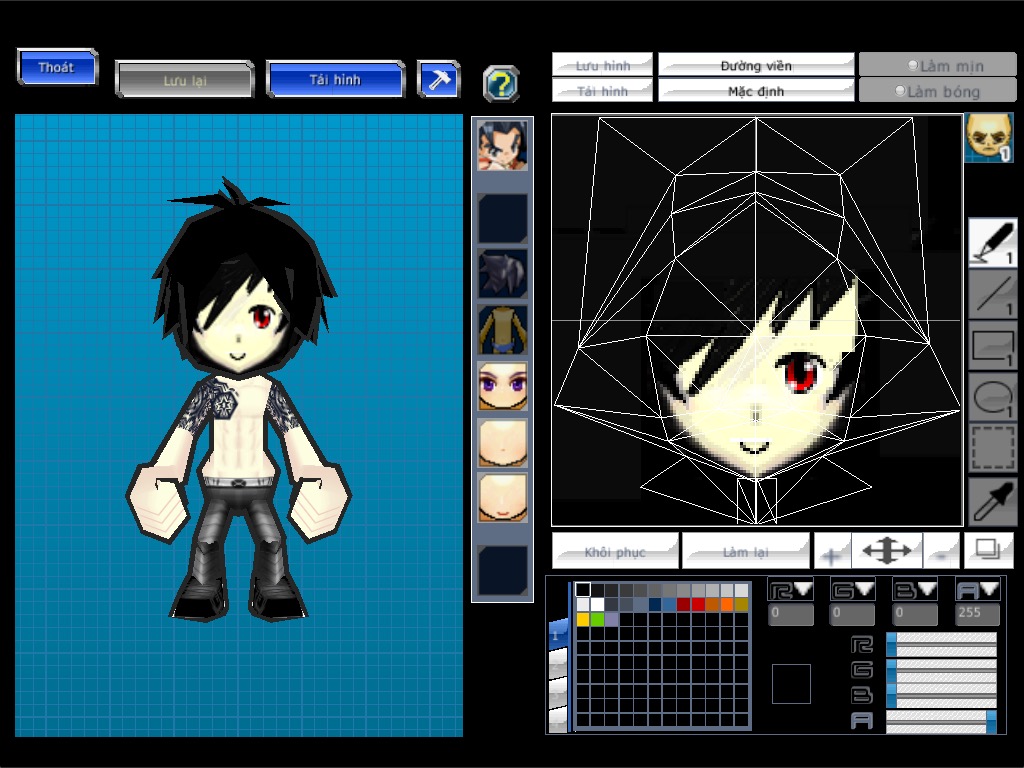 Thoát
Lưu lại
Tải hình
?
Lưu hình
Đường viền
Làm mịn
Tải hình
Mặc định
Làm bóng
1
1
1
1
1
Khôi phục
Làm lại
R
G
B
A
0
0
0
255
1
R
G
B
A